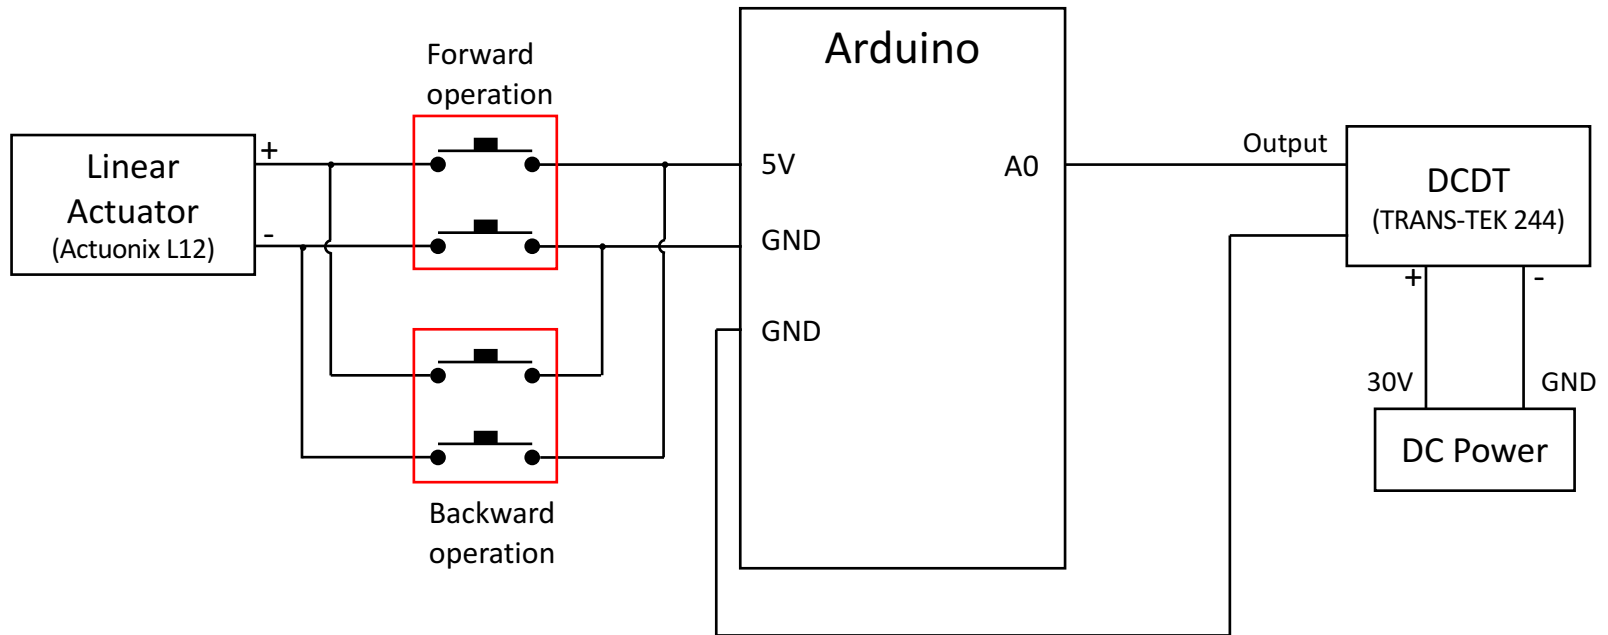 Forward
operation
Arduino
Linear
Actuator
(Actuonix L12)
+
-
5V
GND
GND
A0
Output
DCDT
(TRANS-TEK 244)
+
-
30V
GND
DC Power
Backward
operation